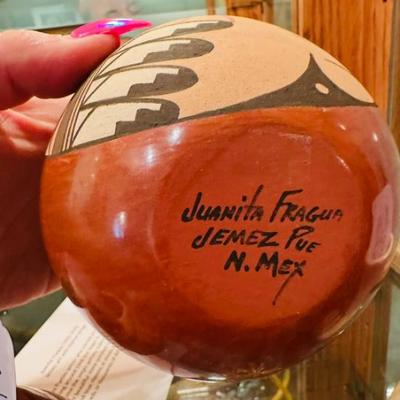 Juanita Fragua
Jemez Pue
N. Mex